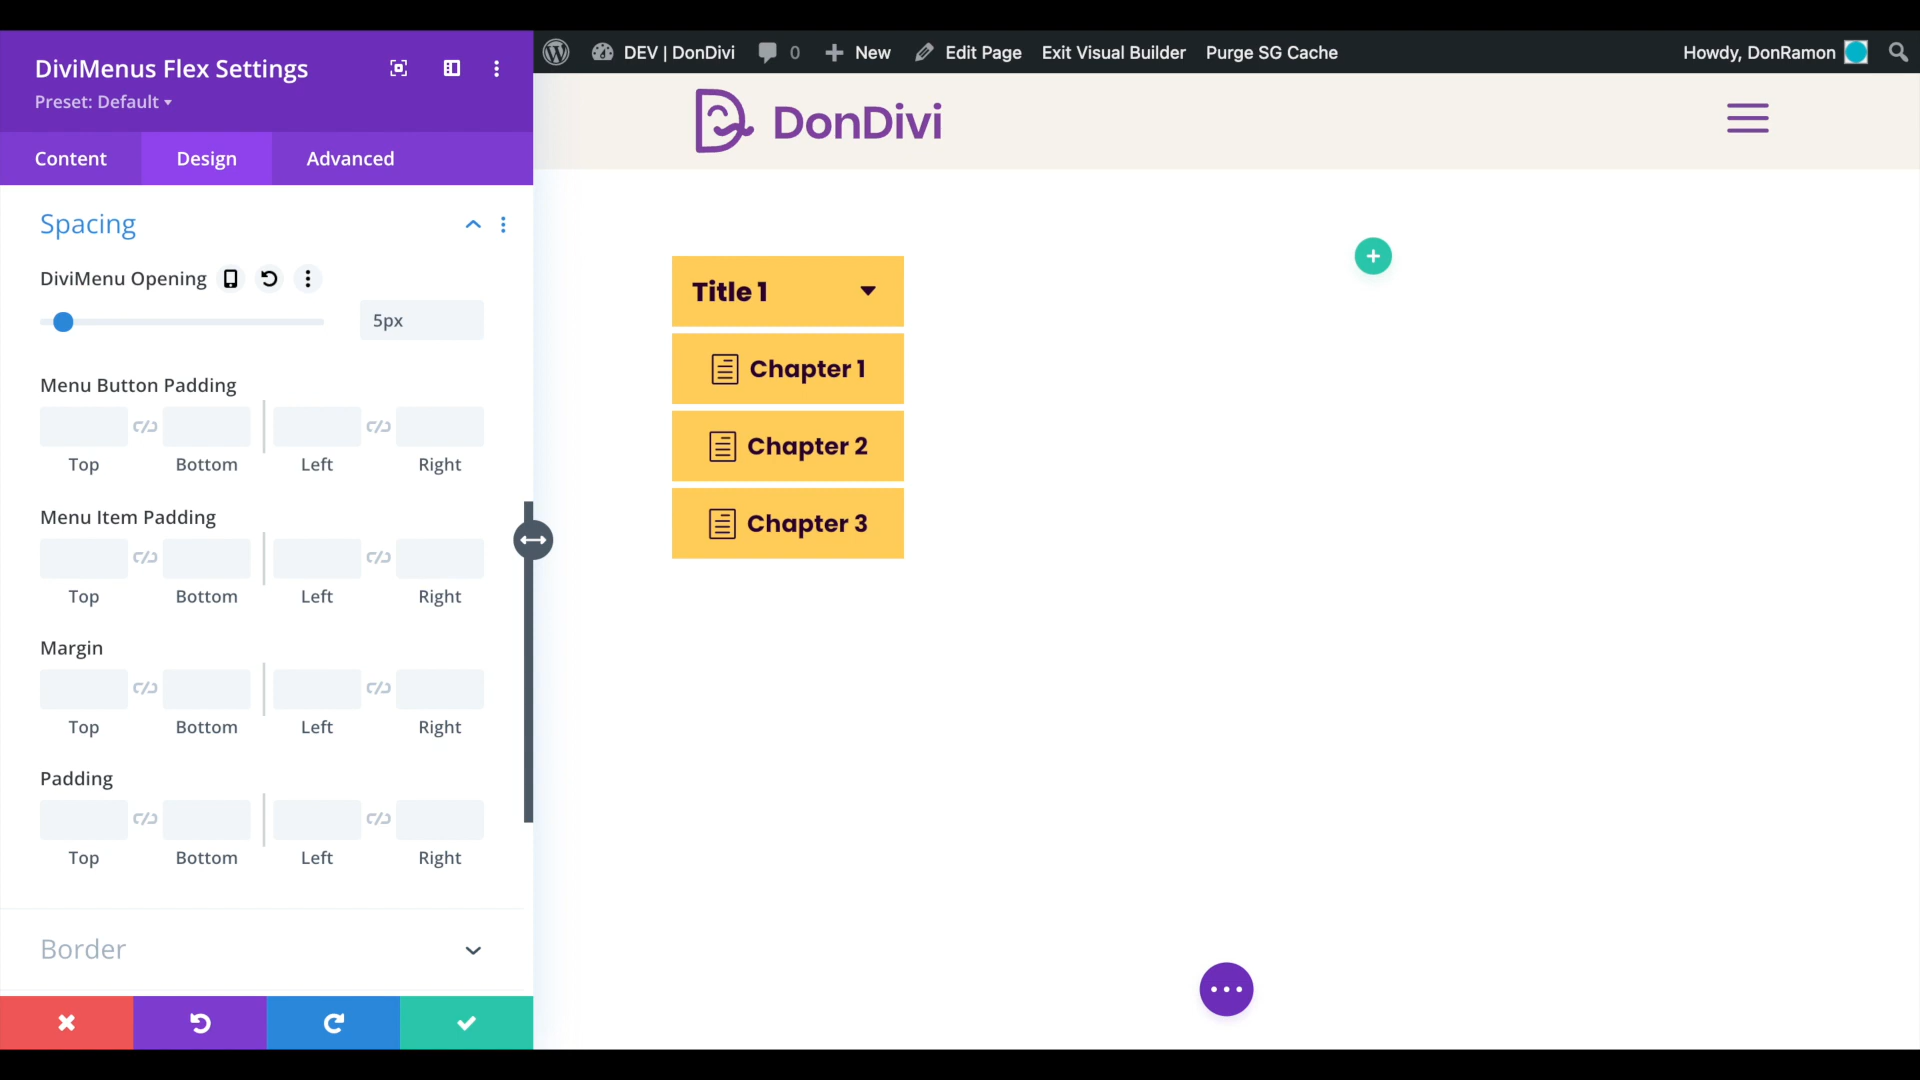 DiviMenus Flex Settings
Preset: Default
Content Design Advanced
Spacing
DiviMenu Opening
5px
Menu Button Padding
Top Bottom Left Right
Menu Item Padding
Top Bottom Left Right
Margin
Top Bottom Left Right
Padding
Top Bottom Left Right
Border
DEV | DonDivi 0 New Edit Page Exit Visual Builder Purge SG Cache Howdy, DonRamon
DonDivi
Title 1
Chapter 1
Chapter 2
Chapter 3